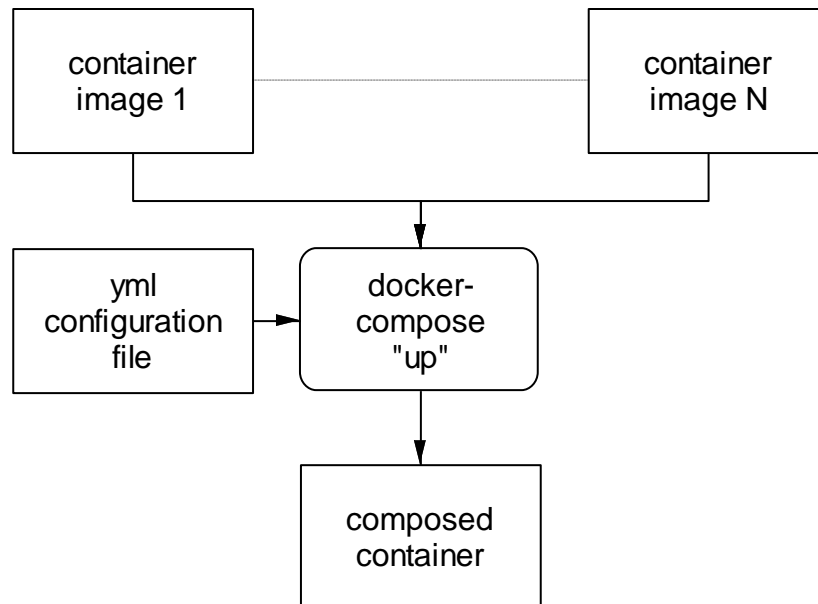 container
image 1
container
image N
yml
configuration
file
docker-
compose
"up"
composed
container